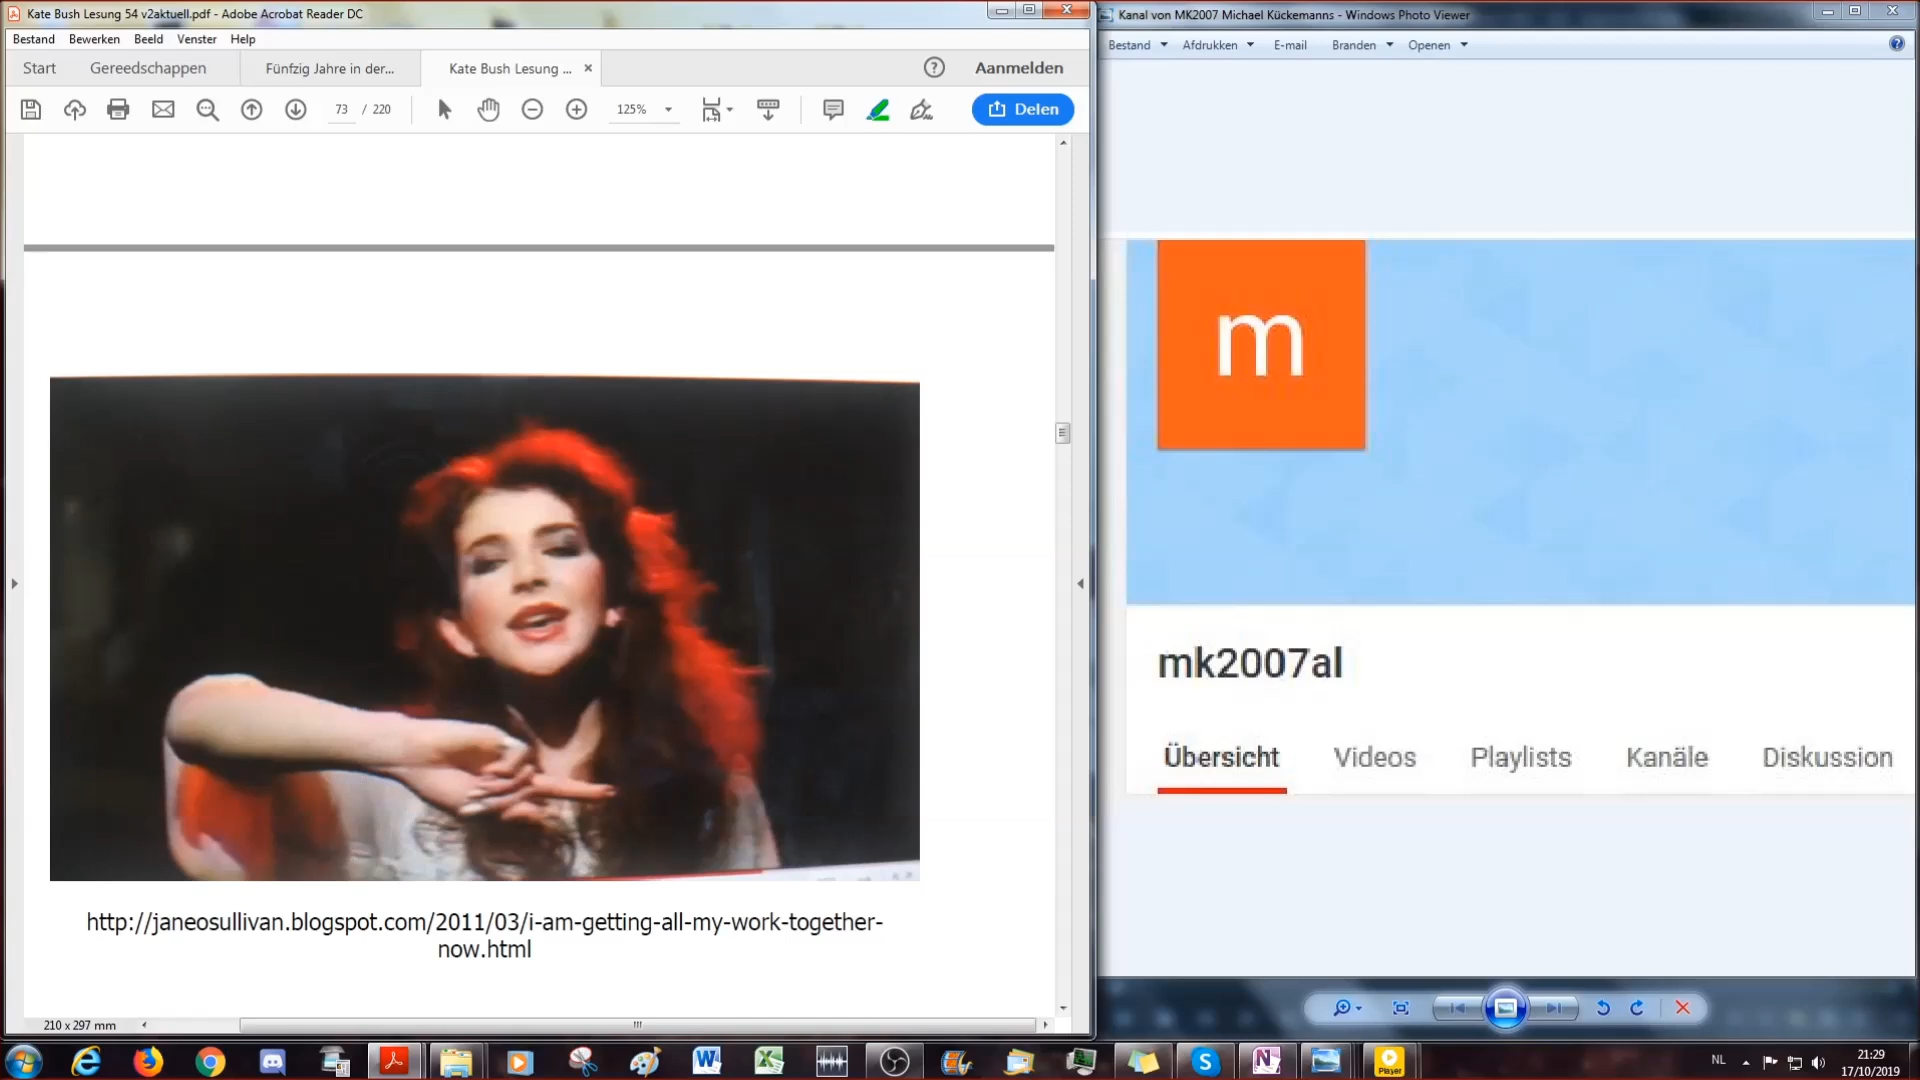 Kate Bush Lesung 54 v2aktuell.pdf - Adobe Acrobat Reader DC
Bestand Bewerken Beeld Venster Help
Start Gereedschappen Fünfzig Jahre in der... Kate Bush Lesung ... Aanmelden
73 / 220 125% Delen
http://janeosullivan.blogspot.com/2011/03/i-am-getting-all-my-work-together-
now.html
210 x 297 mm
Kanal von MK2007 Michael Kückemanns - Windows Photo Viewer
Bestand Afdrukken E-mail Branden Openen
m
mk2007al
Übersicht Videos Playlists Kanäle Diskussion
Player
NL
21:29
17/10/2019